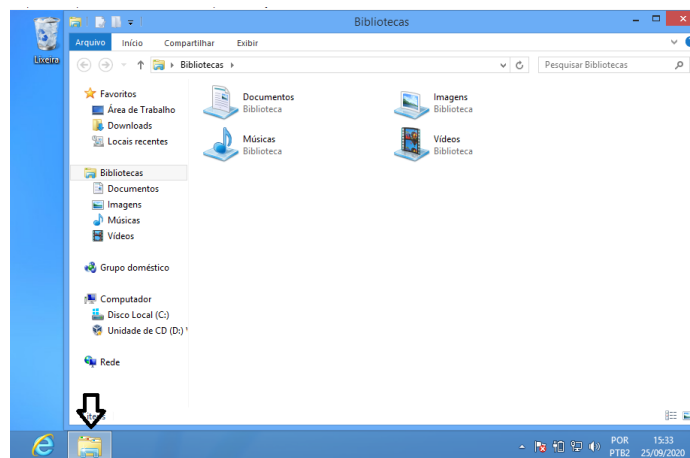 Bibliotecas
Lixeira
Arquivo Início Compartilhar Exibir
Bibliotecas
Pesquisar Bibliotecas
Favoritos
Área de Trabalho
Downloads
Locais recentes
Bibliotecas
Documentos
Imagens
Músicas
Vídeos
Grupo doméstico
Computador
Disco Local (C:)
Unidade de CD (D:)
Rede
Documentos
Biblioteca
Imagens
Biblioteca
Músicas
Biblioteca
Vídeos
Biblioteca
POR 15:33
PTB2 25/09/2020